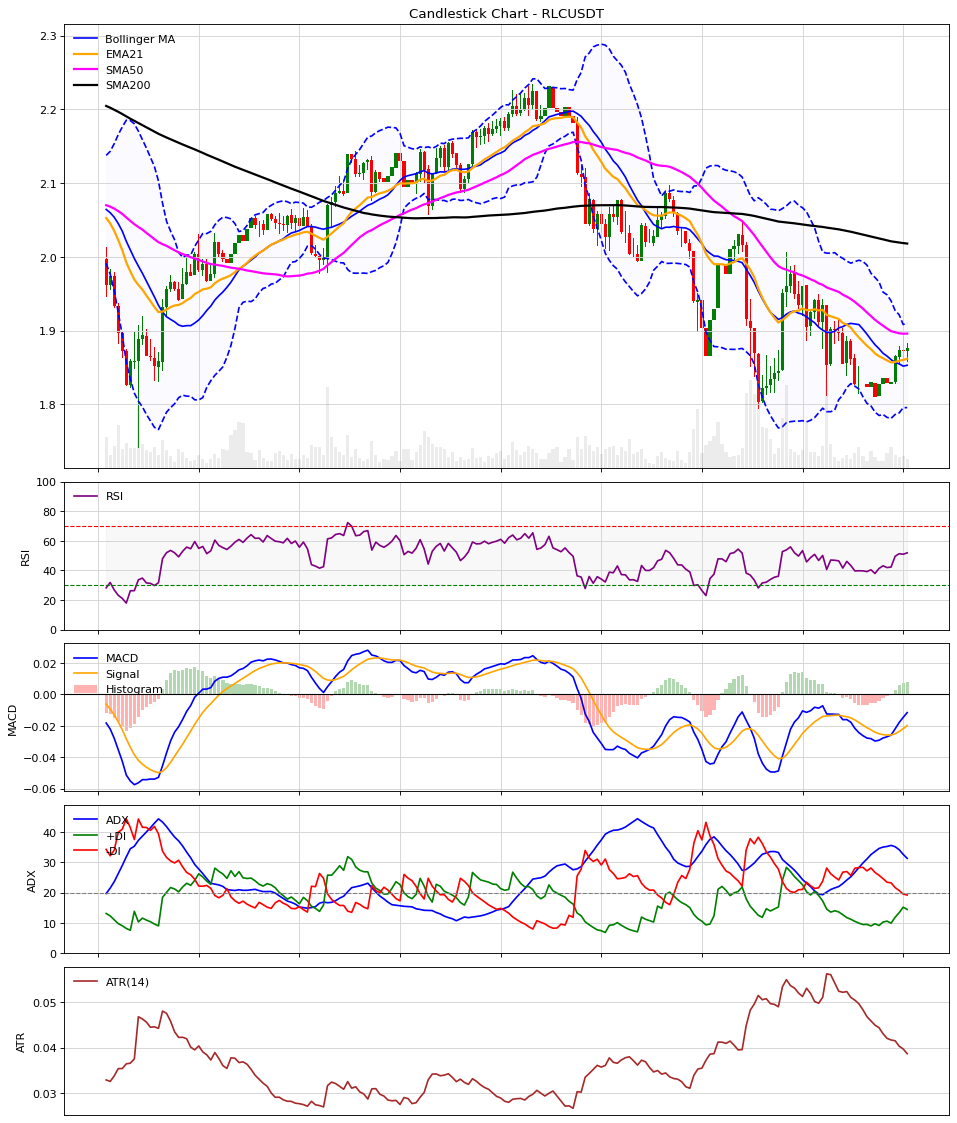 Candlestick Chart - RLCUSDT
2.3
2.2
2.1
2.0
1.9
1.8
Bollinger MA
EMA21
SMA50
SMA200
100
80
60
40
20
0
RSI
RSI
0.02
0.00
−0.02
−0.04
−0.06
MACD
MACD
Signal
Histogram
40
30
20
10
0
ADX
ADX
+DI
-DI
0.05
0.04
0.03
ATR
ATR(14)